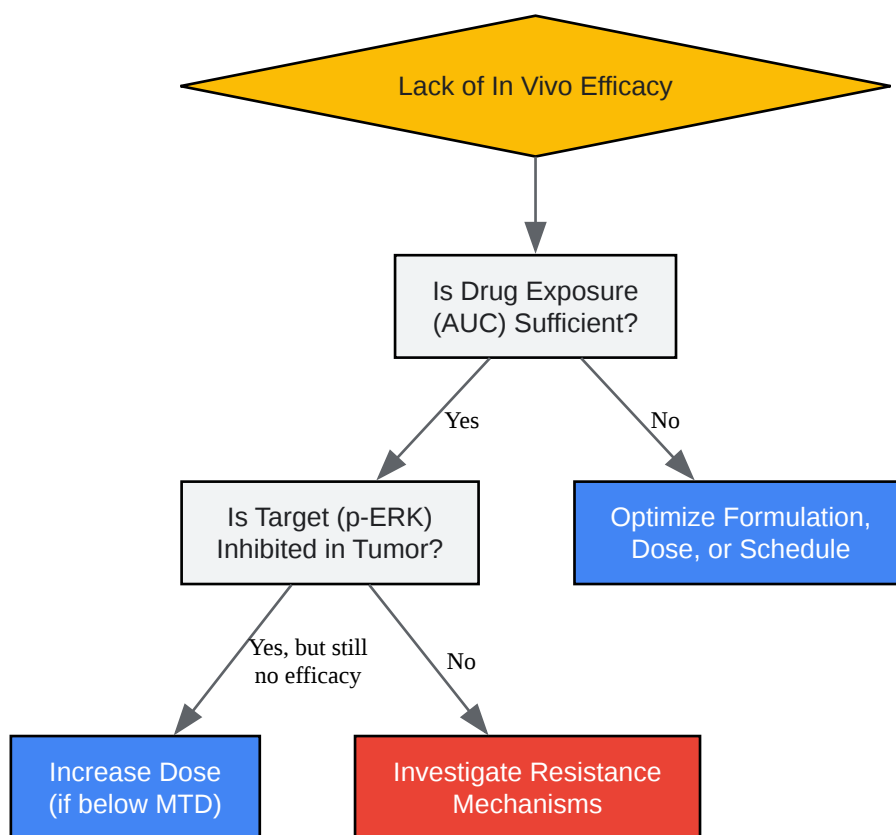 Lack of In Vivo Efficacy
Is Drug Exposure
(AUC) Sufficient?
Yes
No
Is Target (p-ERK)
Inhibited in Tumor?
Optimize Formulation,
Dose, or Schedule
Yes, but still
no efficacy
No
Increase Dose
(if below MTD)
Investigate Resistance
Mechanisms